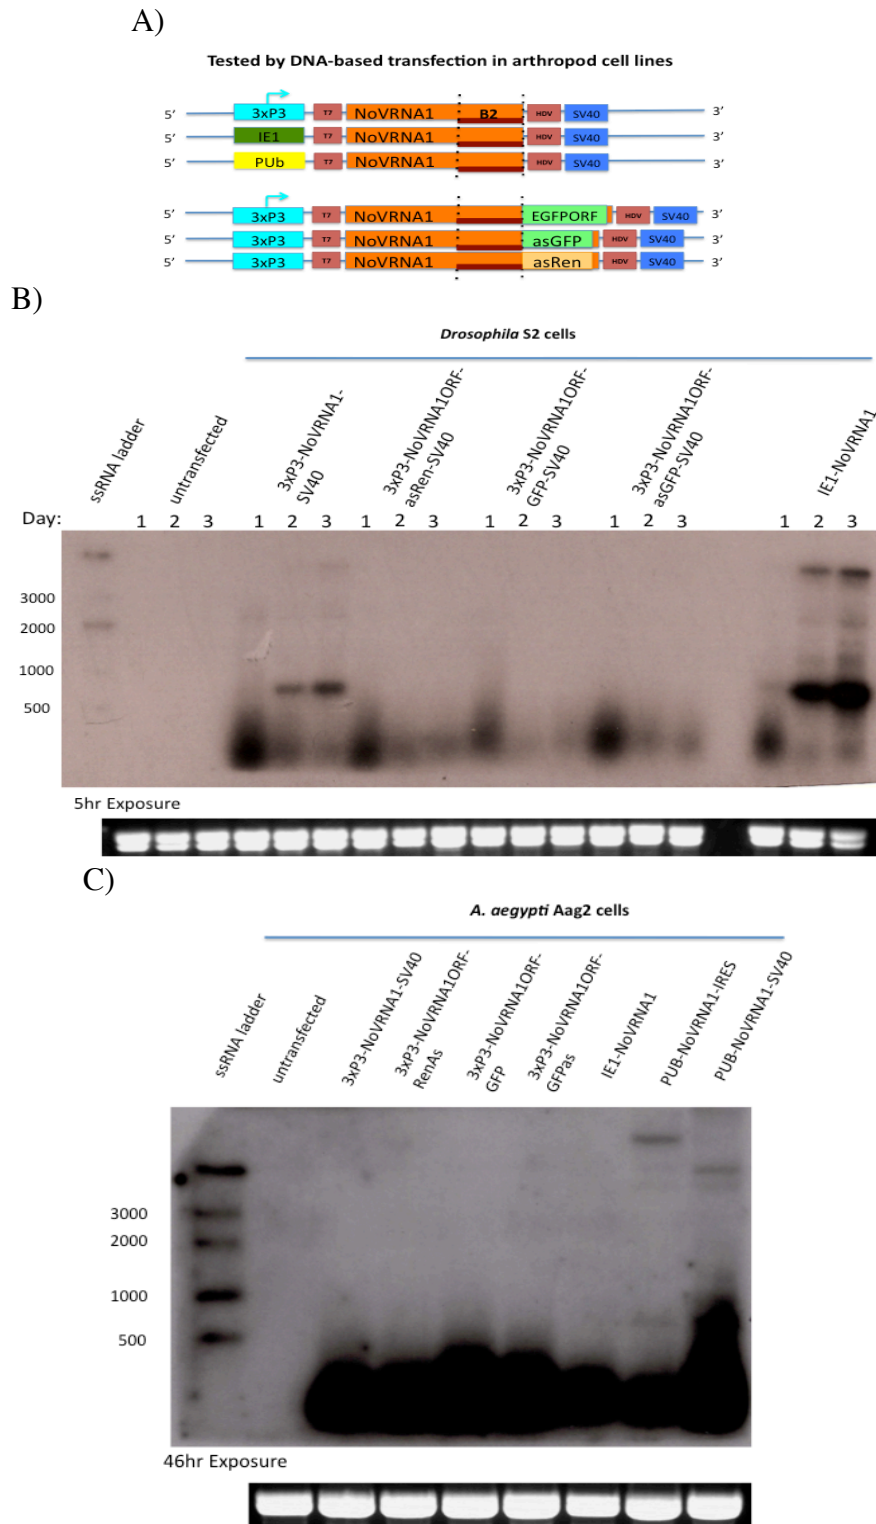 A)
Tested by DNA-based transfection in arthropod cell lines
5’ 3xP3 T7 NoVRNA1 B2 HDV SV40 3’
5’ IE1 T7 NoVRNA1 HDV SV40 3’
5’ PUb T7 NoVRNA1 HDV SV40 3’
5’ 3xP3 T7 NoVRNA1 EGFPORF HDV SV40 3’
5’ 3xP3 T7 NoVRNA1 asGFP HDV SV40 3’
5’ 3xP3 T7 NoVRNA1 asRen HDV SV40 3’
B)
Drosophila S2 cells
ssRNA ladder
untransfected
3xP3-NoVRNA1-
SV40
3xP3-NoVRNA1ORF-
asRen-SV40
3xP3-NoVRNA1ORF-
GFP-SV40
3xP3-NoVRNA1ORF-
asGFP-SV40
IE1-NoVRNA1
Day: 1 2 3 1 2 3 1 2 3 1 2 3 1 2 3 1 2 3
3000
2000
1000
500
5hr Exposure
C)
A. aegypti Aag2 cells
ssRNA ladder
untransfected
3xP3-NoVRNA1-SV40
3xP3-NoVRNA1ORF-
RenAs
3xP3-NoVRNA1ORF-
GFP
3xP3-NoVRNA1ORF-
GFPas
IE1-NoVRNA1
PUB-NoVRNA1-IRES
PUB-NoVRNA1-SV40
3000
2000
1000
500
46hr Exposure